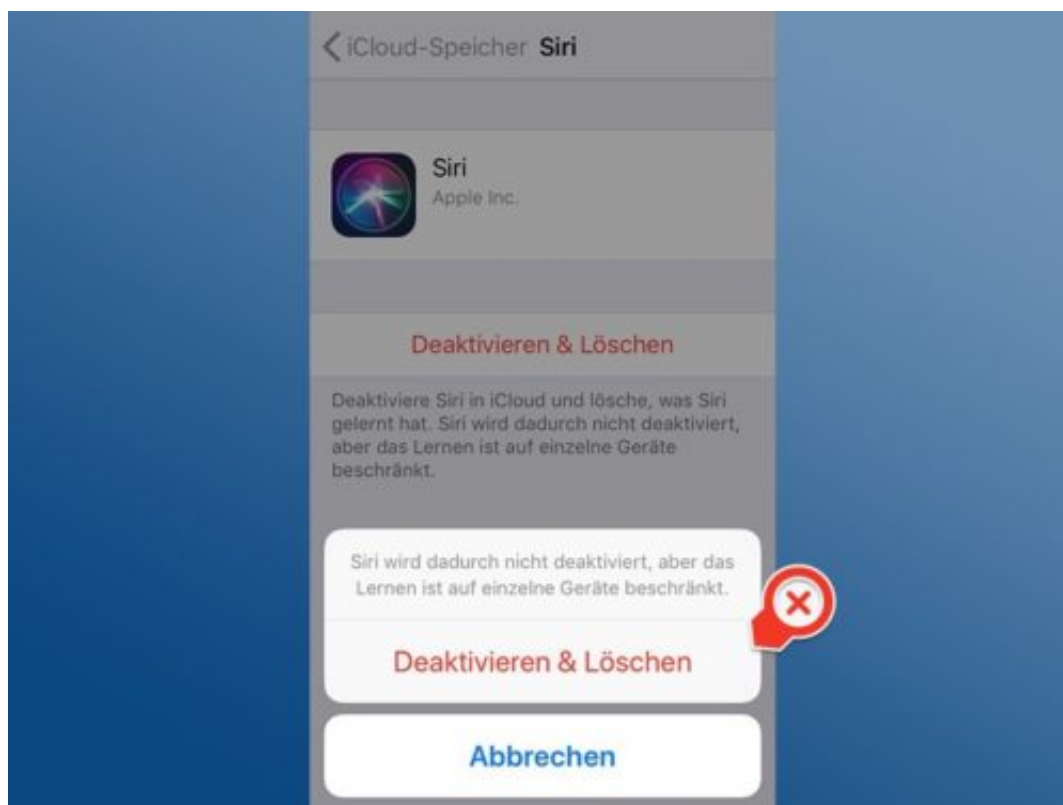 iCloud-Speicher Siri
Siri
Apple Inc.
Deaktivieren & Löschen
Deaktiviere Siri in iCloud und lösche, was Siri
gelernt hat. Siri wird dadurch nicht deaktiviert,
aber das Lernen ist auf einzelne Geräte
beschränkt.
Siri wird dadurch nicht deaktiviert, aber das
Lernen ist auf einzelne Geräte beschränkt.
Deaktivieren & Löschen
Abbrechen